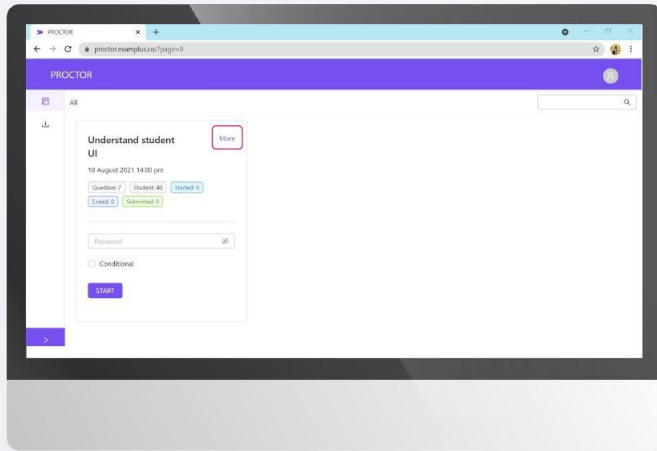 PROCTOR
proctor.examplus.co/?page=0
PROCTOR
All
Understand student
UI
More
18 August 2021 14:00 pm
Question: 7 Student: 40 Started: 0
Ended: 0 Submitted: 0
Password
Conditional
START